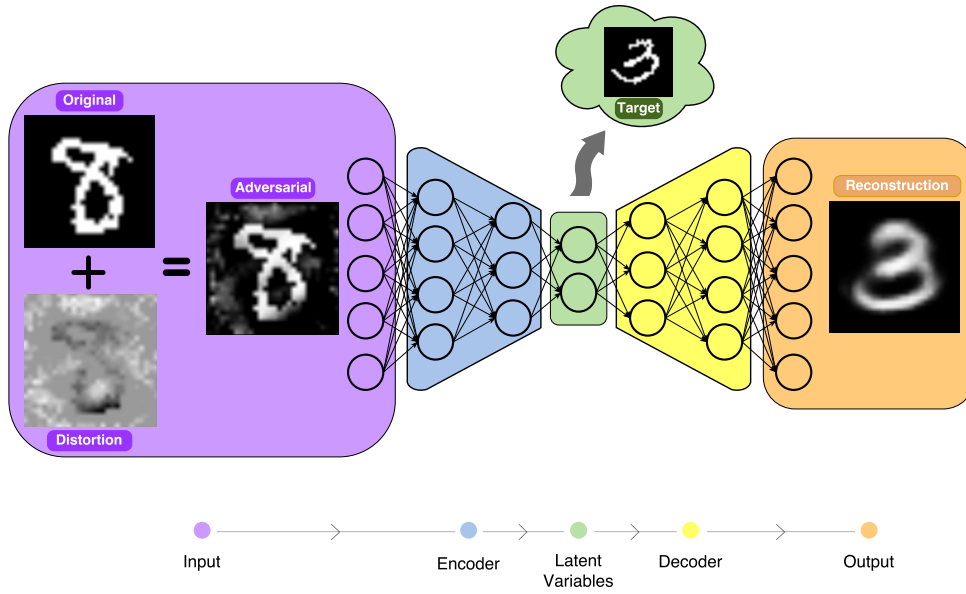 Target
Original
Adversarial
Reconstruction
+
=
Distortion
Input
Encoder
Latent
Variables
Decoder
Output